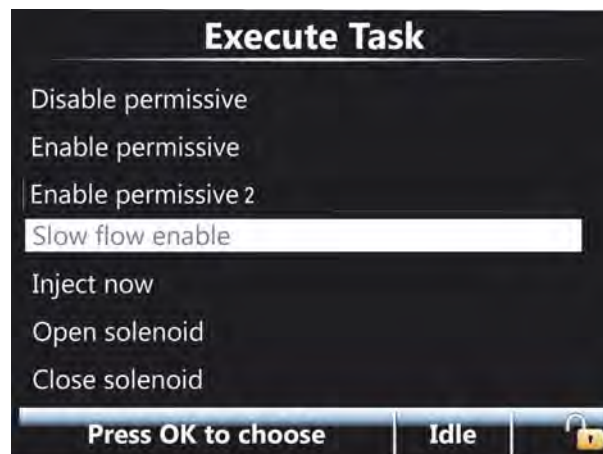 Execute Task
Disable permissive
Enable permissive
Enable permissive 2
Slow flow enable
Inject now
Open solenoid
Close solenoid
Press OK to choose
Idle